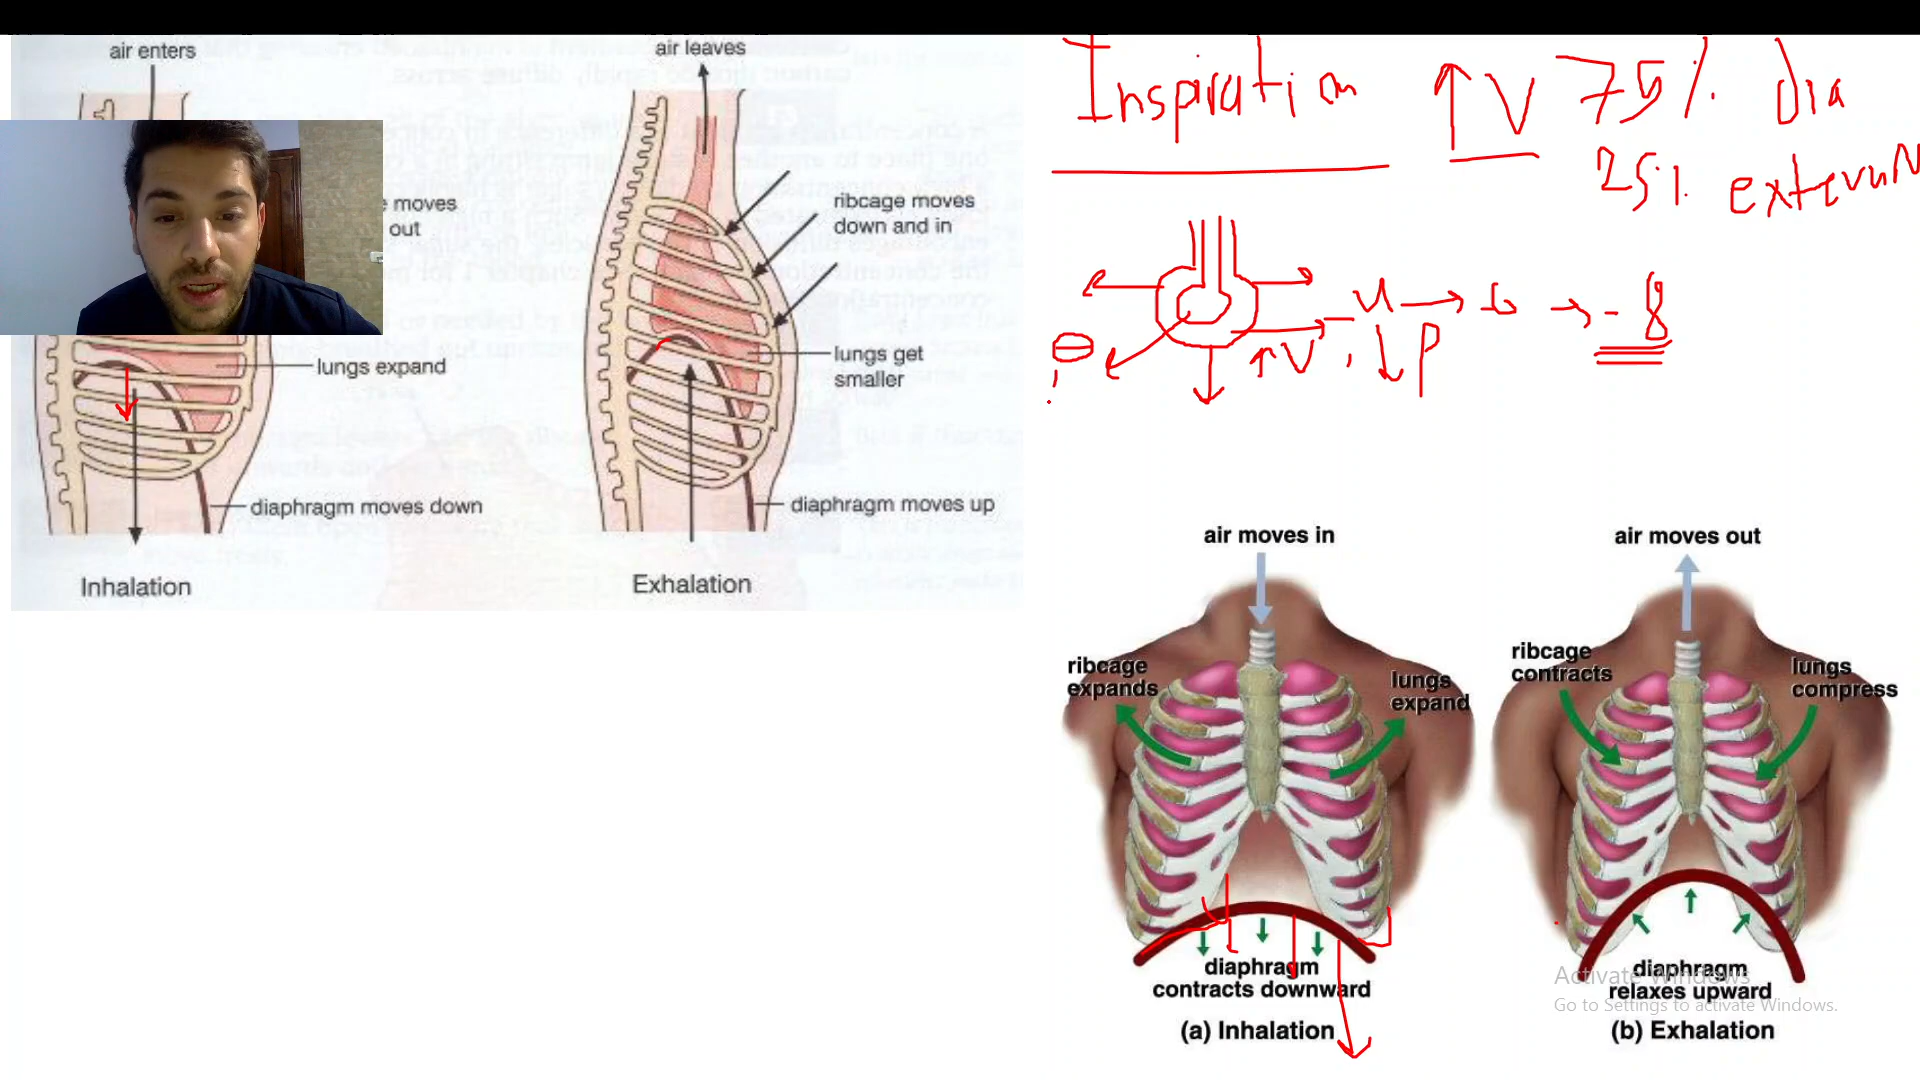 air enters
air leaves
moves
out
ribcage moves
down and in
lungs expand
lungs get
smaller
diaphragm moves down
diaphragm moves up
Inhalation
Exhalation
Inspiration ↑V 75% dia
25%
↑V, ↓P
→ - 8
air moves in
air moves out
ribcage
expands
lungs
expand
ribcage
contracts
lungs
compress
diaphragm
contracts downward
diaphragm
relaxes upward
(a) Inhalation
(b) Exhalation
Activate Windows
Go to Settings to activate Windows.